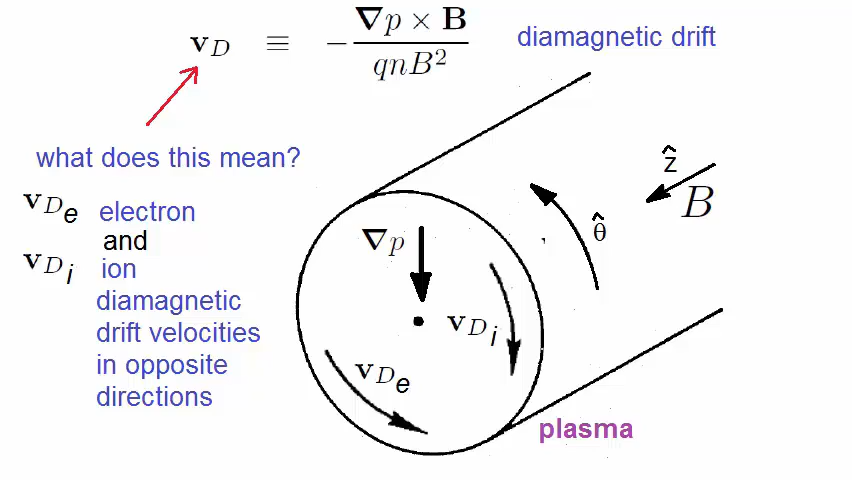 v_D ≡ − ∇p × B / qnB²
diamagnetic drift
what does this mean?
v_De electron
and
v_Di ion
diamagnetic
drift velocities
in opposite
directions
∇p
v_Di
v_De
θ̂
ẑ
B
plasma